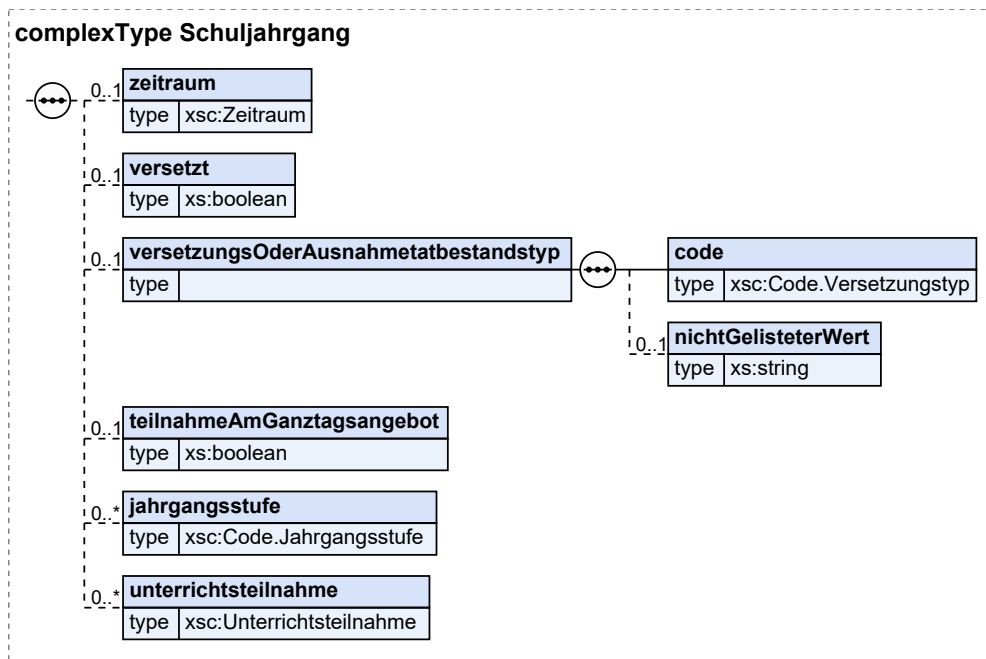 complexType Schuljahrgang
0..1 zeitraum
type xsc:Zeitraum
0..1 versetzt
type xs:boolean
0..1 versetzungsOderAusnahmetatbestandstyp
type
code
type xsc:Code.Versetzungstyp
0..1 nichtGelisteterWert
type xs:string
0..1 teilnahmeAmGanztagsangebot
type xs:boolean
0..* jahrgangsstufe
type xsc:Code.Jahrgangsstufe
0..* unterrichtsteilnahme
type xsc:Unterrichtsteilnahme